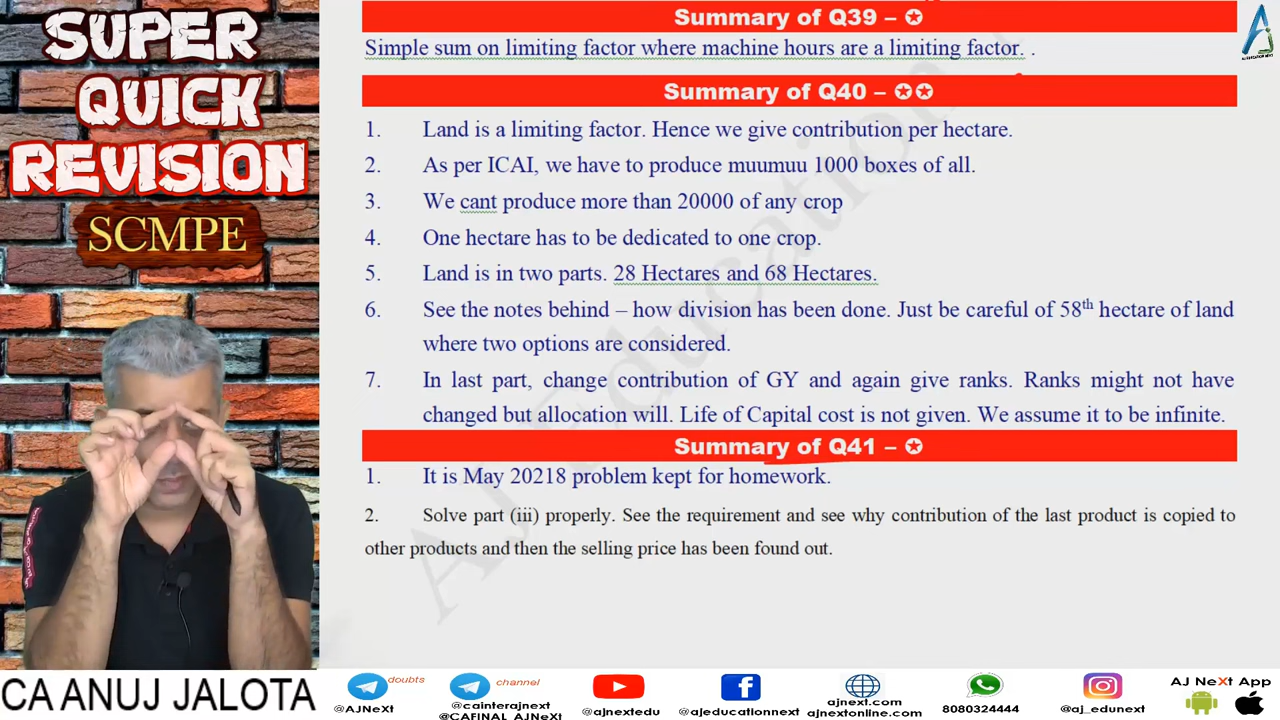 SUPER
QUICK
REVISION
SCMPE
Summary of Q39 –
Simple sum on limiting factor where machine hours are a limiting factor. .
Summary of Q40 –
1. Land is a limiting factor. Hence we give contribution per hectare.
2. As per ICAI, we have to produce muumuu 1000 boxes of all.
3. We cant produce more than 20000 of any crop
4. One hectare has to be dedicated to one crop.
5. Land is in two parts. 28 Hectares and 68 Hectares.
6. See the notes behind – how division has been done. Just be careful of 58th hectare of land
where two options are considered.
7. In last part, change contribution of GY and again give ranks. Ranks might not have
changed but allocation will. Life of Capital cost is not given. We assume it to be infinite.
Summary of Q41 –
1. It is May 20218 problem kept for homework.
2. Solve part (iii) properly. See the requirement and see why contribution of the last product is copied to
other products and then the selling price has been found out.
AJ Education
CA ANUJ JALOTA
doubts
@AJNeXt
channel
@cainterajnext
@CAFINAL_AJNeXt
@ajnextedu
@ajeducationnext
ajnext.com
ajnextonline.com
8080324444
@aj_edunext
AJ NeXt App